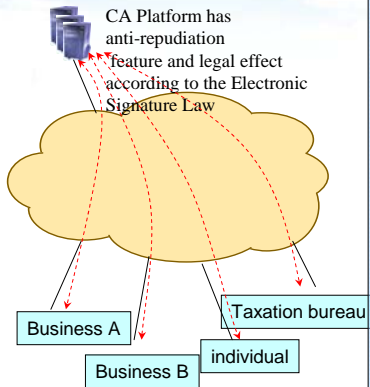 CA Platform has
anti-repudiation
feature and legal effect
according to the Electronic
Signature Law
Taxation bureau
Business A
individual
Business B